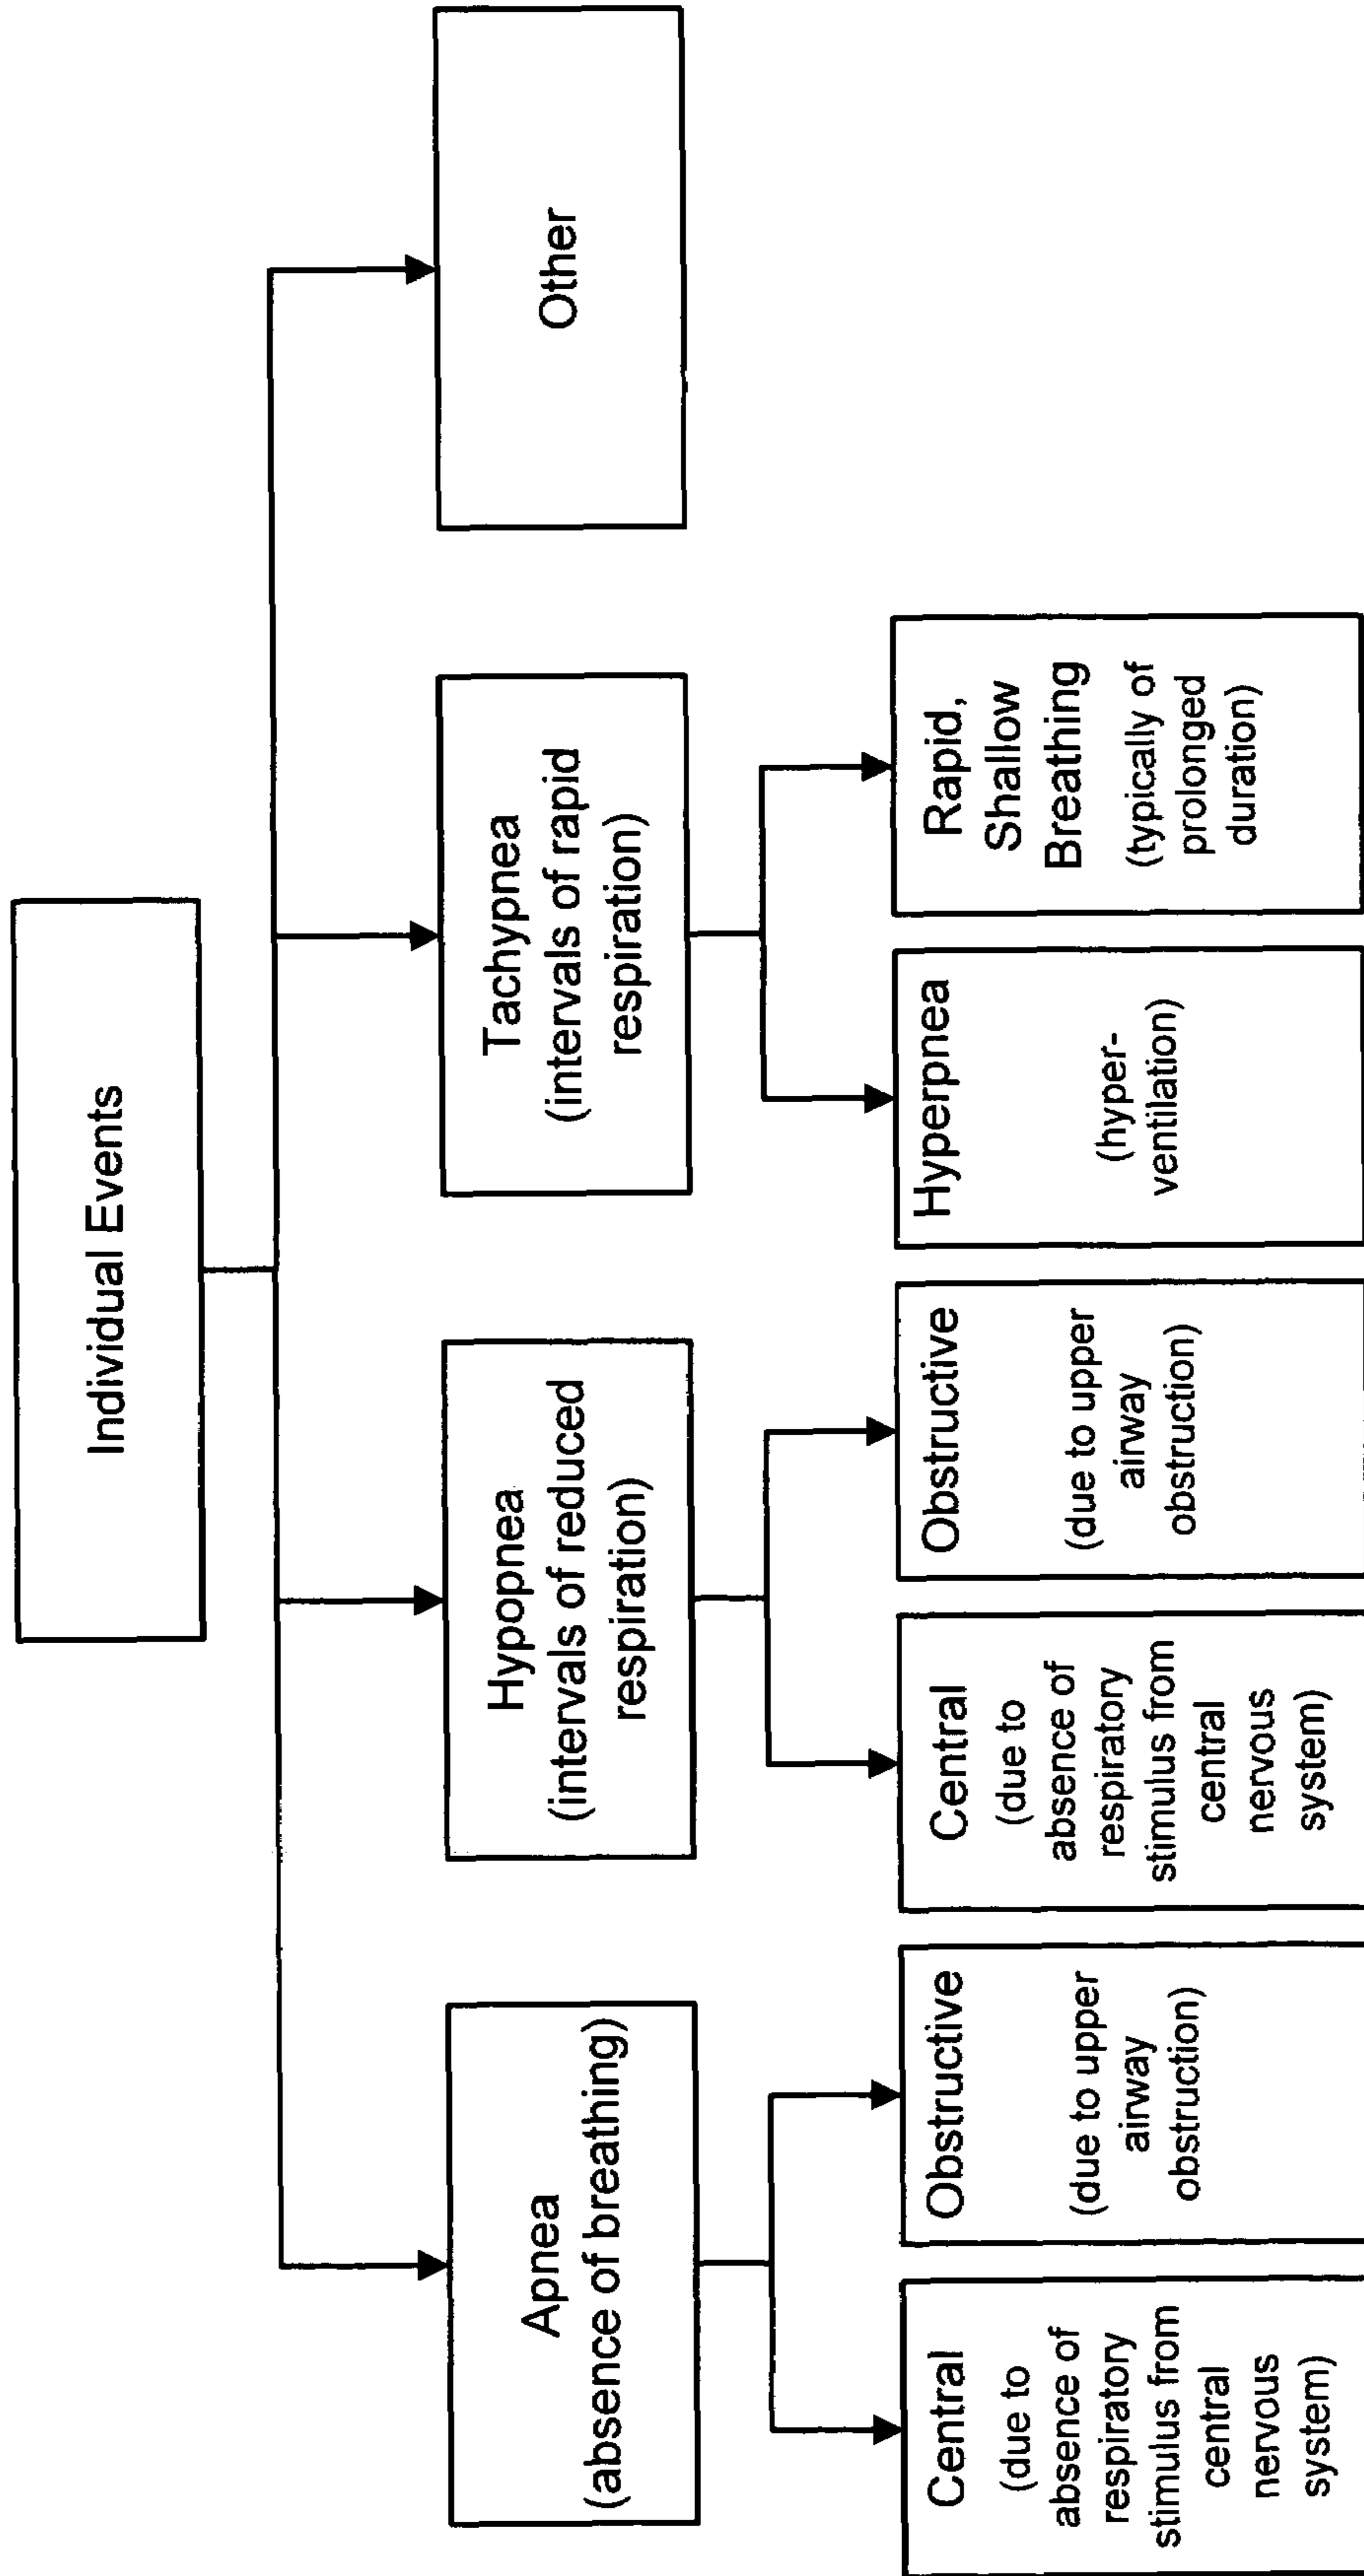 Individual Events
Apnea
(absence of breathing)
Hypopnea
(intervals of reduced
respiration)
Tachypnea
(intervals of rapid
respiration)
Other
Central
(due to
absence of
respiratory
stimulus from
central
nervous
system)
Obstructive
(due to upper
airway
obstruction)
Central
(due to
absence of
respiratory
stimulus from
central
nervous
system)
Obstructive
(due to upper
airway
obstruction)
Hyperpnea
(hyper-
ventilation)
Rapid,
Shallow
Breathing
(typically of
prolonged
duration)